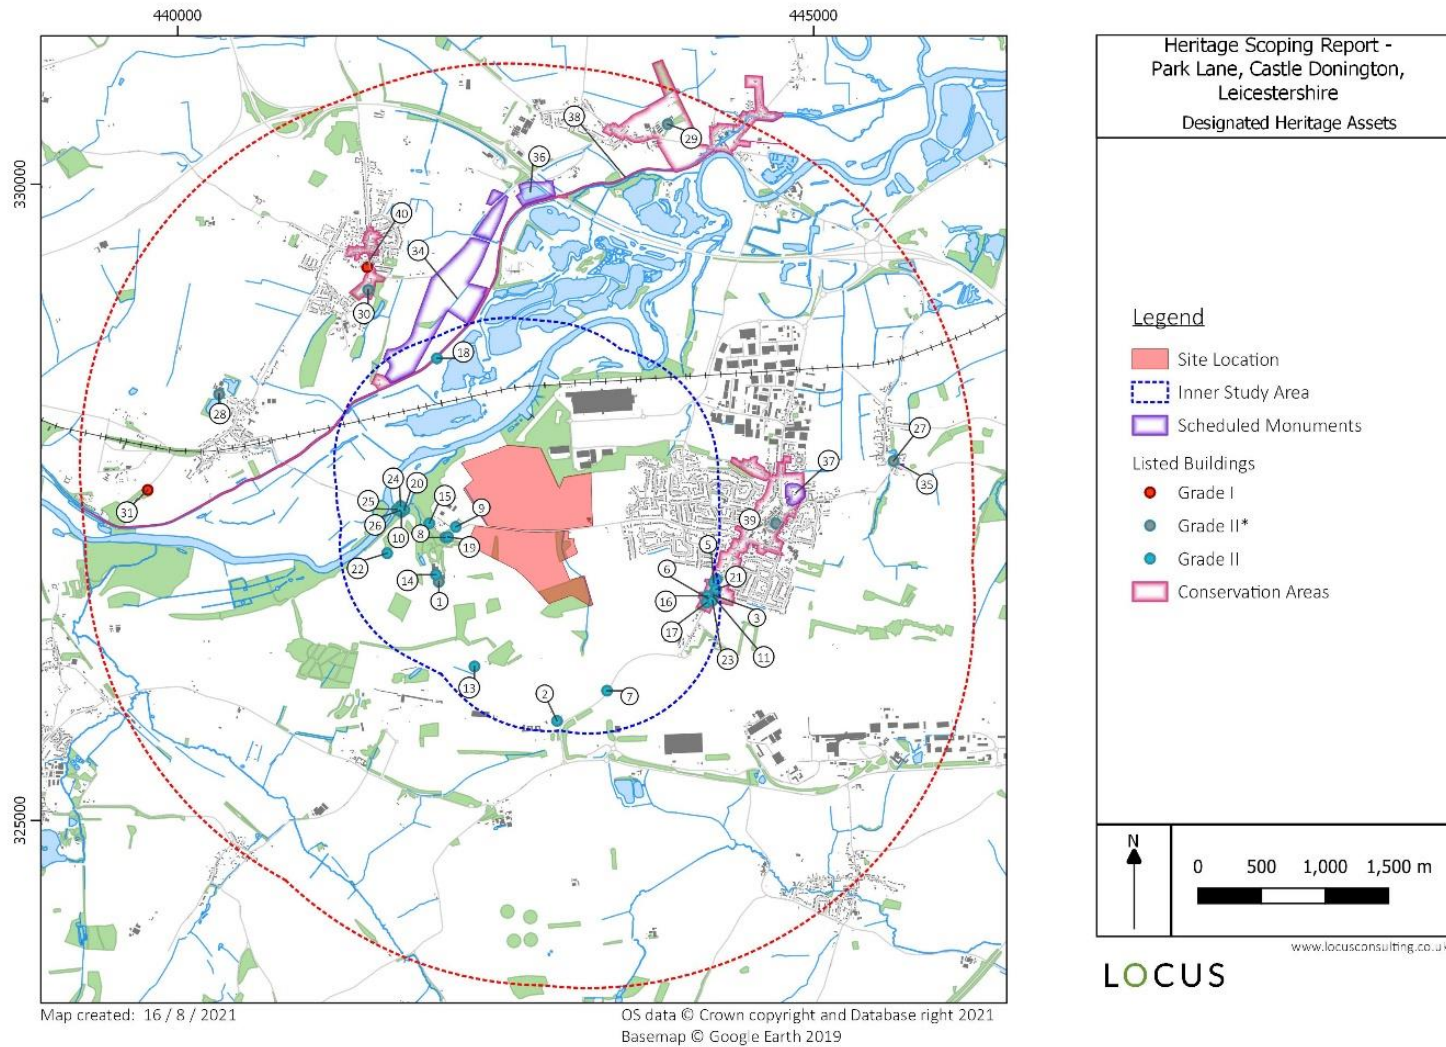 440000
445000
330000
325000
38
36
29
40
34
30
18
28
27
37
35
31
24
20
15
9
25
26
10
8
19
39
22
14
1
5
6
21
16
3
17
23
11
13
2
7
Map created: 16 / 8 / 2021
OS data © Crown copyright and Database right 2021
Basemap © Google Earth 2019
Heritage Scoping Report -
Park Lane, Castle Donington,
Leicestershire
Designated Heritage Assets
Legend
Site Location
Inner Study Area
Scheduled Monuments
Listed Buildings
Grade I
Grade II*
Grade II
Conservation Areas
N
0 500 1,000 1,500 m
www.locusconsulting.co.uk
LOCUS